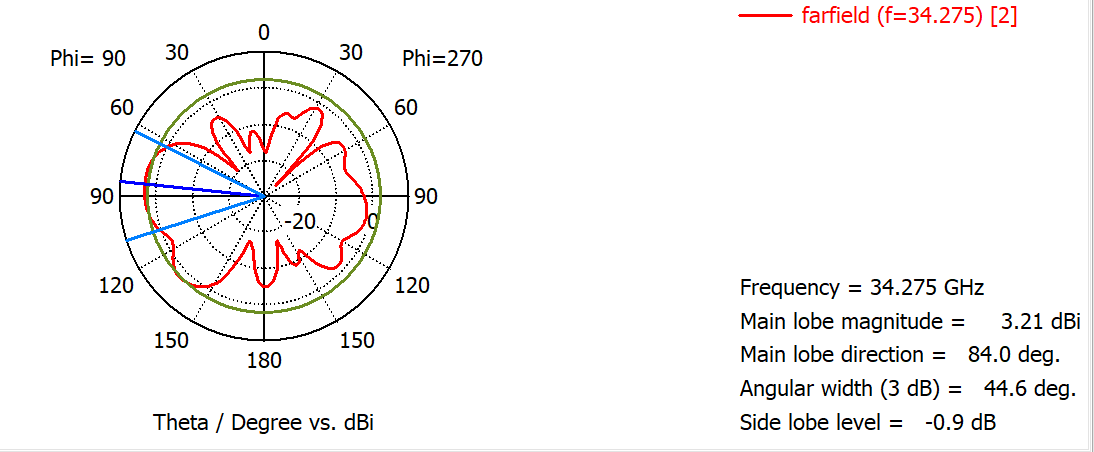 farfield (f=34.275) [2]
0
Phi= 90 30 30 Phi=270
60 60
90 90
-20 0
120 120
150 150
180
Theta / Degree vs. dBi
Frequency = 34.275 GHz
Main lobe magnitude = 3.21 dBi
Main lobe direction = 84.0 deg.
Angular width (3 dB) = 44.6 deg.
Side lobe level = -0.9 dB